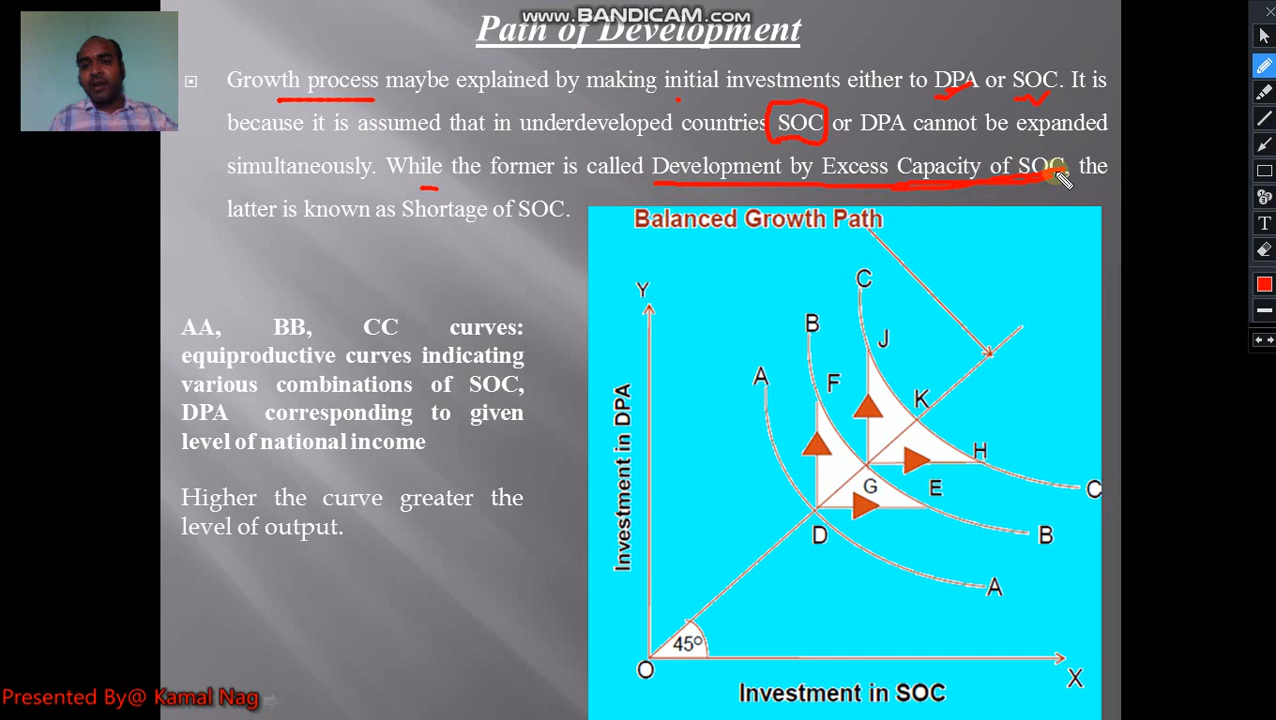 www.BANDICAM.com
Path of Development
Growth process maybe explained by making initial investments either to DPA or SOC. It is
because it is assumed that in underdeveloped countries SOC or DPA cannot be expanded
simultaneously. While the former is called Development by Excess Capacity of SOC, the
latter is known as Shortage of SOC.
AA, BB, CC curves:
equiproductive curves indicating
various combinations of SOC,
DPA corresponding to given
level of national income
Higher the curve greater the
level of output.
Balanced Growth Path
Y
C
B
J
A
F
K
H
G
E
C
D
B
A
Investment in DPA
45º
O
X
Investment in SOC
Presented By@ Kamal Nag
T